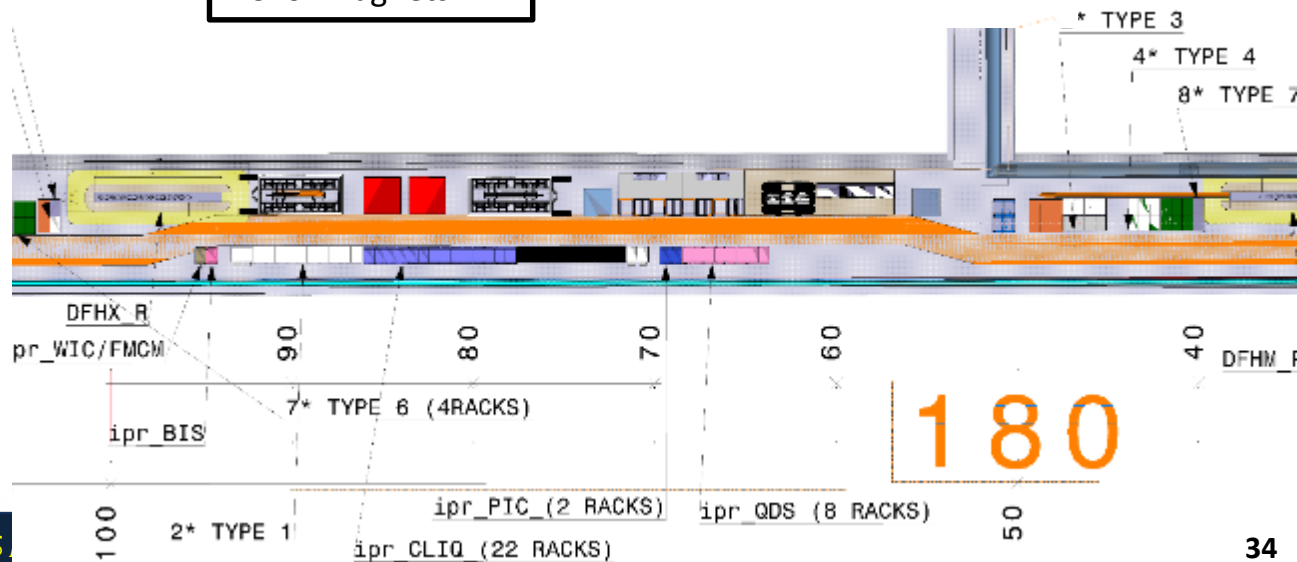 * TYPE 3
4* TYPE 4
8* TYPE 7
DFHX_R
pr_WIC/FMCM
90
80
70
60
40
DFHM_
7* TYPE 6 (4RACKS)
ipr_BIS
180
ipr_PIC_(2 RACKS)
ipr_QDS (8 RACKS)
100
2* TYPE 1
50
ipr_CLIQ_(22 RACKS)
34